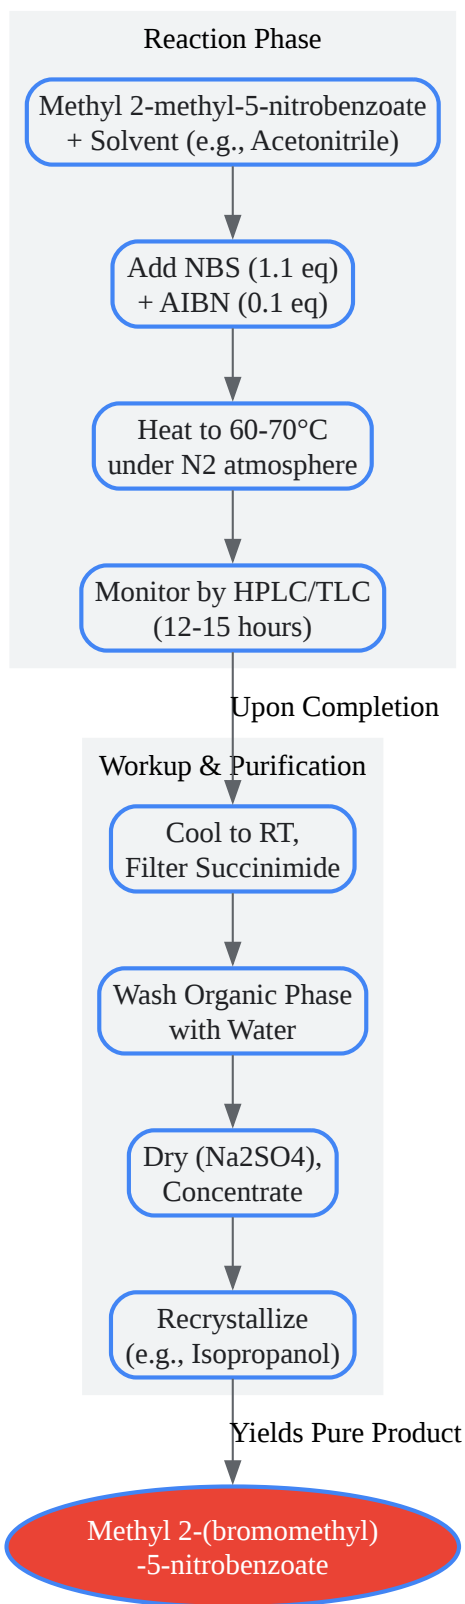 Reaction Phase
Methyl 2-methyl-5-nitrobenzoate
+ Solvent (e.g., Acetonitrile)
Add NBS (1.1 eq)
+ AIBN (0.1 eq)
Heat to 60-70°C
under N2 atmosphere
Monitor by HPLC/TLC
(12-15 hours)
Upon Completion
Workup & Purification
Cool to RT,
Filter Succinimide
Wash Organic Phase
with Water
Dry (Na2SO4),
Concentrate
Recrystallize
(e.g., Isopropanol)
Yields Pure Product
Methyl 2-(bromomethyl)
-5-nitrobenzoate